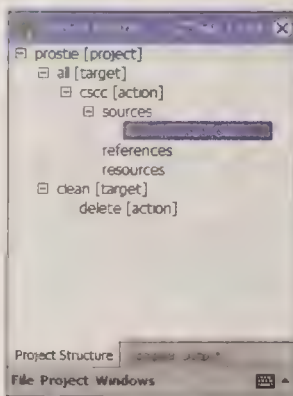 prostie [project]
all [target]
cscc [action]
sources
references
resources
clean [target]
delete [action]
Project Structure
File Project Windows